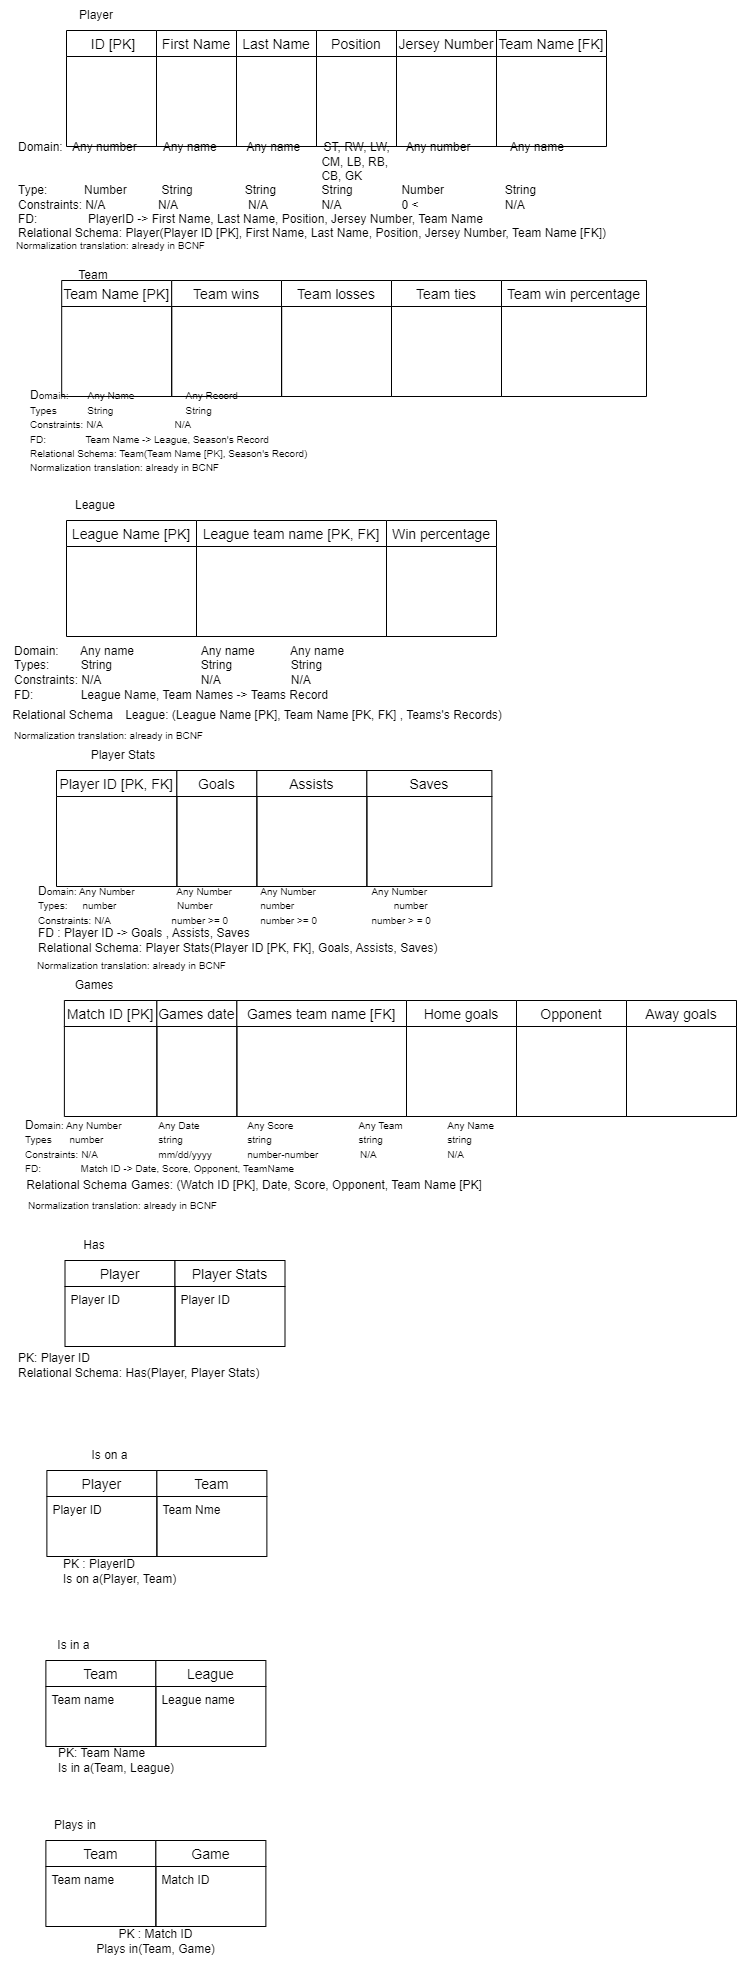 Player
ID [PK] First Name Last Name Position Jersey Number Team Name [FK]
Domain: Any number Any name Any name ST, RW, LW, Any number Any name
CM, LB, RB,
CB, GK
Type: Number String String String Number String
Constraints: N/A N/A N/A N/A 0 < N/A
FD: PlayerID -> First Name, Last Name, Position, Jersey Number, Team Name
Relational Schema: Player(Player ID [PK], First Name, Last Name, Position, Jersey Number, Team Name [FK])
Normalization translation: already in BCNF
Team
Team Name [PK] Team wins Team losses Team ties Team win percentage
Domain: Any Name Any Record
Types String String
Constraints: N/A N/A
FD: Team Name -> League, Season's Record
Relational Schema: Team(Team Name [PK], Season's Record)
Normalization translation: already in BCNF
League
League Name [PK] League team name [PK, FK] Win percentage
Domain: Any name Any name Any name
Types: String String String
Constraints: N/A N/A N/A
FD: League Name, Team Names -> Teams Record
Relational Schema League: (League Name [PK], Team Name [PK, FK] , Teams's Records)
Normalization translation: already in BCNF
Player Stats
Player ID [PK, FK] Goals Assists Saves
Domain: Any Number Any Number Any Number Any Number
Types: number Number number number
Constraints: N/A number >= 0 number >= 0 number > = 0
FD : Player ID -> Goals , Assists, Saves
Relational Schema: Player Stats(Player ID [PK, FK], Goals, Assists, Saves)
Normalization translation: already in BCNF
Games
Match ID [PK] Games date Games team name [FK] Home goals Opponent Away goals
Domain: Any Number Any Date Any Score Any Team Any Name
Types number string string string string
Constraints: N/A mm/dd/yyyy number-number N/A N/A
FD: Match ID -> Date, Score, Opponent, TeamName
Relational Schema Games: (Watch ID [PK], Date, Score, Opponent, Team Name [PK]
Normalization translation: already in BCNF
Has
Player Player Stats
Player ID Player ID
PK: Player ID
Relational Schema: Has(Player, Player Stats)
Is on a
Player Team
Player ID Team Nme
PK : PlayerID
Is on a(Player, Team)
Is in a
Team League
Team name League name
PK: Team Name
Is in a(Team, League)
Plays in
Team Game
Team name Match ID
PK : Match ID
Plays in(Team, Game)